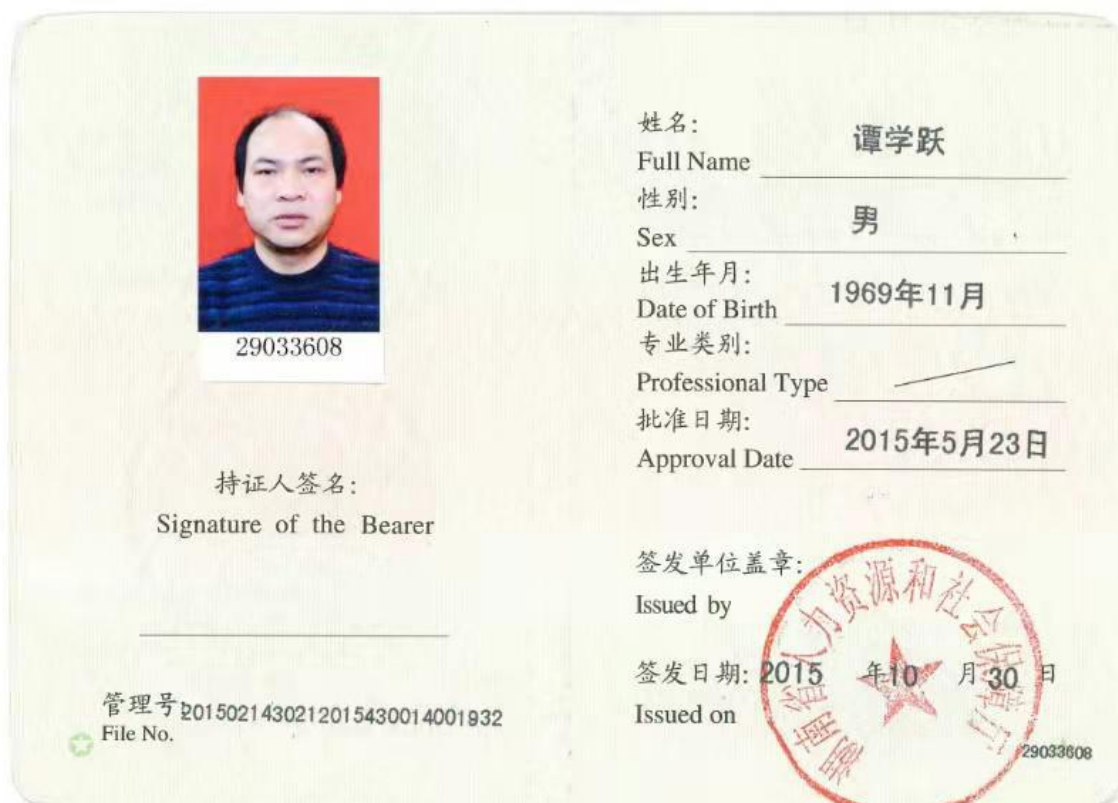 29033608
持证人签名:
Signature of the Bearer
管理号:
File No.
2015021430212015430014001932
姓名:
Full Name
谭学跃
性别:
Sex
男
出生年月:
Date of Birth
1969年11月
专业类别:
Professional Type
批准日期:
Approval Date
2015年5月23日
签发单位盖章:
Issued by
湖南省人力资源和社会保障厅
签发日期: 2015 年10 月30 日
Issued on
29033608